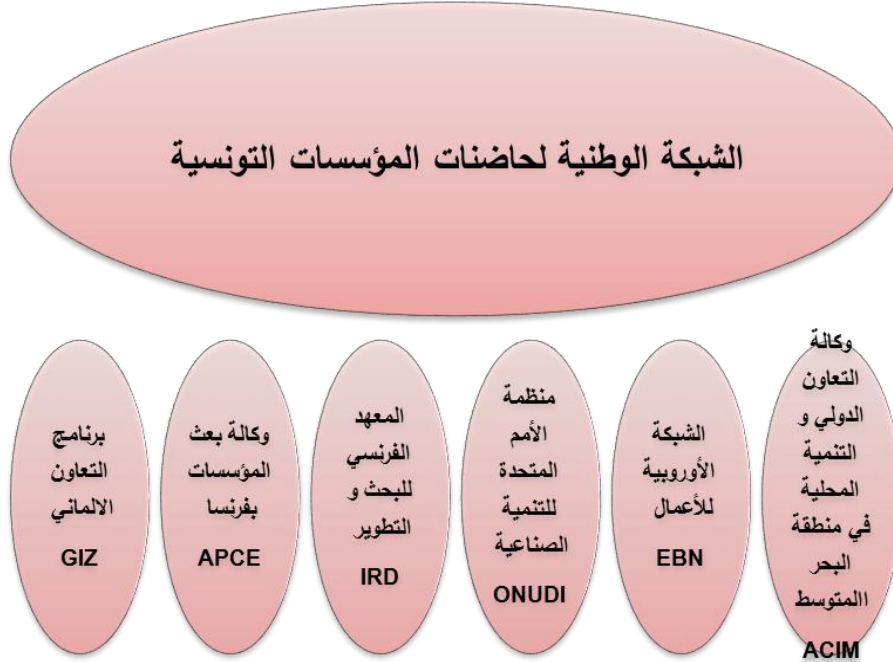 الشبكة الوطنية لحاضنات المؤسسات التونسية
وكالة
التعاون
الدولي و
التنمية
المحلية
في منطقة
البحر
االمتوسط
ACIM
الشبكة
الأوروبية
للأعمال
EBN
منظمة
الأمم
المتحدة
للتنمية
الصناعية
ONUDI
المعهد
الفرنسي
للبحث و
التطوير
IRD
وكالة بعث
المؤسسات
بفرنسا
APCE
برنامج
التعاون
الالماني
GIZ